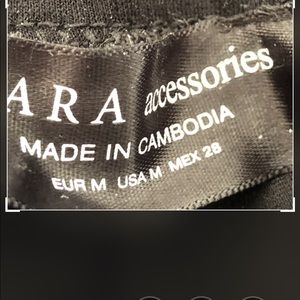 ARA accessories
MADE IN CAMBODIA
EUR M USA M MEX 28